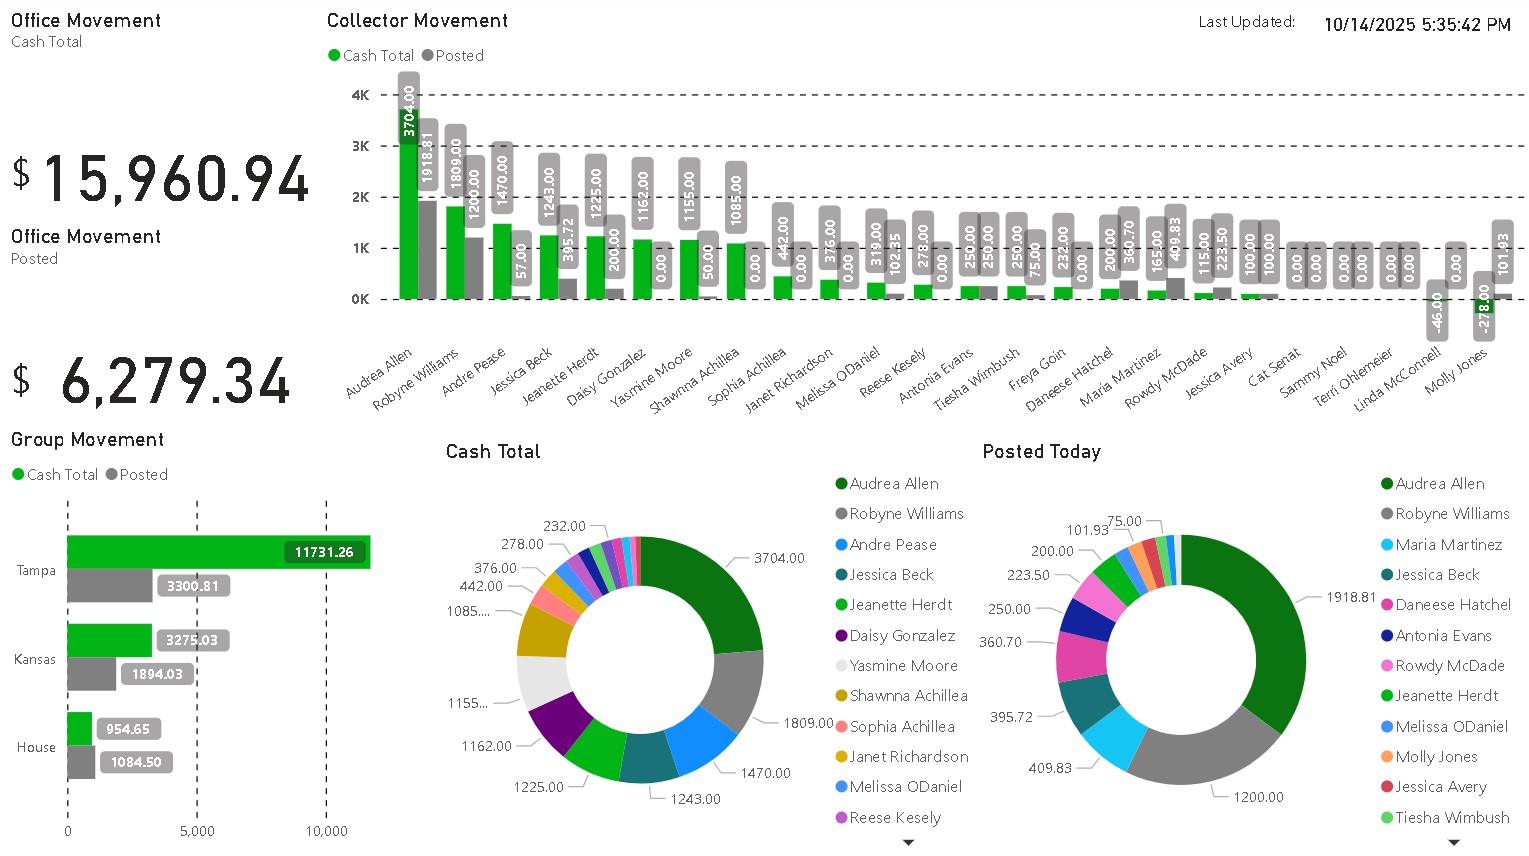 Office Movement
Cash Total
$ 15,960.94
Office Movement
Posted
$ 6,279.34
Collector Movement
Last Updated: 10/14/2025 5:35:42 PM
Cash Total Posted
4K
3K
2K
1K
0K
3704.00 1918.81 1809.00 1200.00 1470.00 57.00 1243.00 395.72 1225.00 200.00 1162.00 0.00 1155.00 50.00 1085.00 0.00 442.00 0.00 376.00 0.00 319.00 102.35 278.00 0.00 250.00 250.00 250.00 75.00 232.00 0.00 200.00 360.70 165.00 409.83 115.00 223.50 100.00 100.00 0.00 0.00 0.00 0.00 0.00 0.00 -46.00 0.00 -278.00 101.93
Audrea Allen
Robyne Williams
Andre Pease
Jessica Beck
Jeanette Herdt
Daisy Gonzalez
Yasmine Moore
Shawnna Achillea
Sophia Achillea
Janet Richardson
Melissa ODaniel
Reese Kesely
Antonia Evans
Tiesha Wimbush
Freya Goin
Daneese Hatchel
Maria Martinez
Rowdy McDade
Jessica Avery
Cat Senat
Sammy Noel
Terri Ohlemeier
Linda McConnell
Molly Jones
Group Movement
Cash Total Posted
Tampa
11731.26
3300.81
Kansas
3275.03
1894.03
House
954.65
1084.50
0 5,000 10,000
Cash Total
3704.00
1809.00
1470.00
1243.00
1225.00
1162.00
1155...
1085....
442.00
376.00
278.00
232.00
Audrea Allen
Robyne Williams
Andre Pease
Jessica Beck
Jeanette Herdt
Daisy Gonzalez
Yasmine Moore
Shawnna Achillea
Sophia Achillea
Janet Richardson
Melissa ODaniel
Reese Kesely
Posted Today
1918.81
1200.00
409.83
395.72
360.70
250.00
223.50
200.00
101.93
75.00
Audrea Allen
Robyne Williams
Maria Martinez
Jessica Beck
Daneese Hatchel
Antonia Evans
Rowdy McDade
Jeanette Herdt
Melissa ODaniel
Molly Jones
Jessica Avery
Tiesha Wimbush